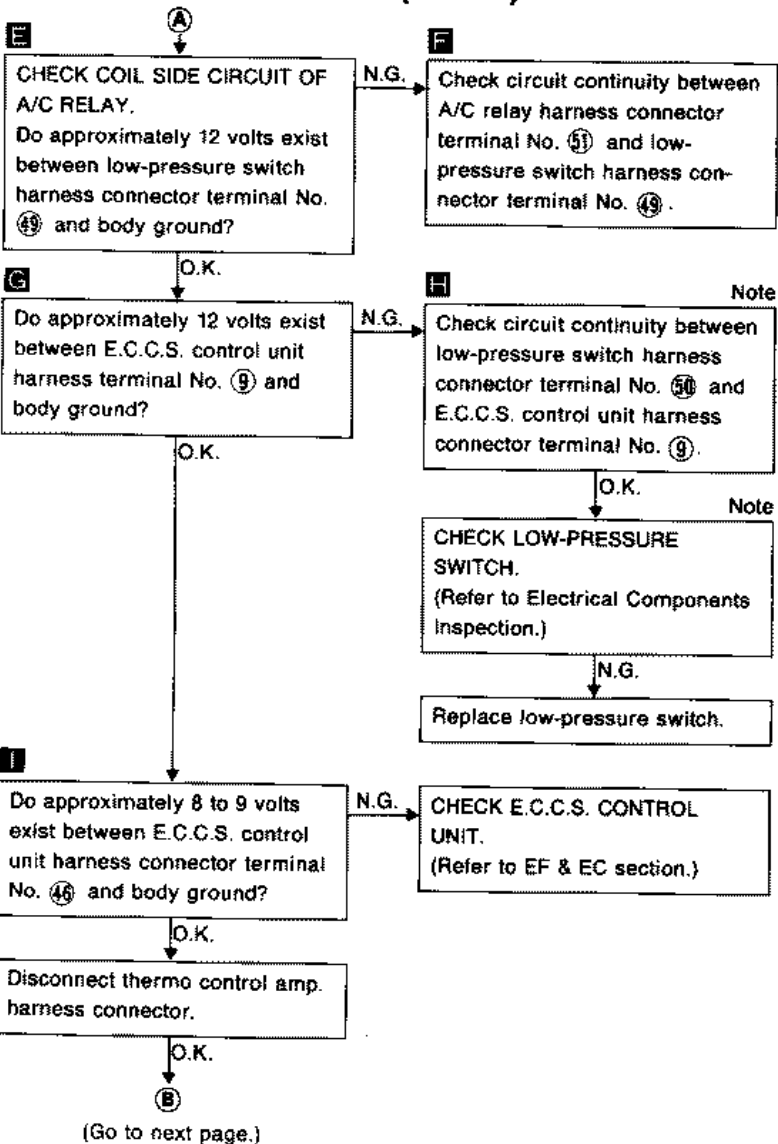 A
E
CHECK COIL SIDE CIRCUIT OF
A/C RELAY.
Do approximately 12 volts exist
between low-pressure switch
harness connector terminal No.
49 and body ground?
N.G.
F
Check circuit continuity between
A/C relay harness connector
terminal No. 51 and low-
pressure switch harness con-
nector terminal No. 49.
O.K.
G
Do approximately 12 volts exist
between E.C.C.S. control unit
harness terminal No. 9 and
body ground?
N.G.
H
Note
Check circuit continuity between
low-pressure switch harness
connector terminal No. 50 and
E.C.C.S. control unit harness
connector terminal No. 9.
O.K.
O.K.
Note
CHECK LOW-PRESSURE
SWITCH.
(Refer to Electrical Components
Inspection.)
N.G.
Replace low-pressure switch.
I
Do approximately 8 to 9 volts
exist between E.C.C.S. control
unit harness connector terminal
No. 46 and body ground?
N.G.
CHECK E.C.C.S. CONTROL
UNIT.
(Refer to EF & EC section.)
O.K.
Disconnect thermo control amp.
harness connector.
O.K.
B
(Go to next page.)